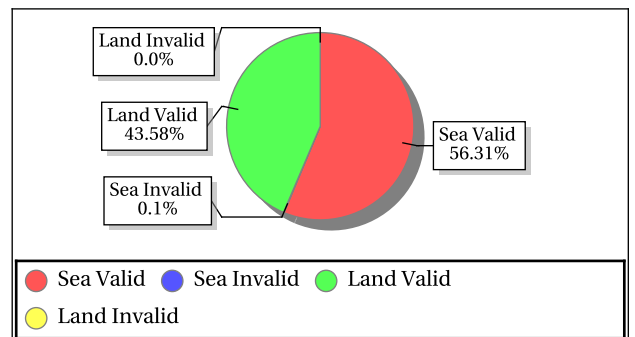 Land Invalid
0.0%
Land Valid
43.58%
Sea Valid
56.31%
Sea Invalid
0.1%
Sea Valid Sea Invalid Land Valid
Land Invalid